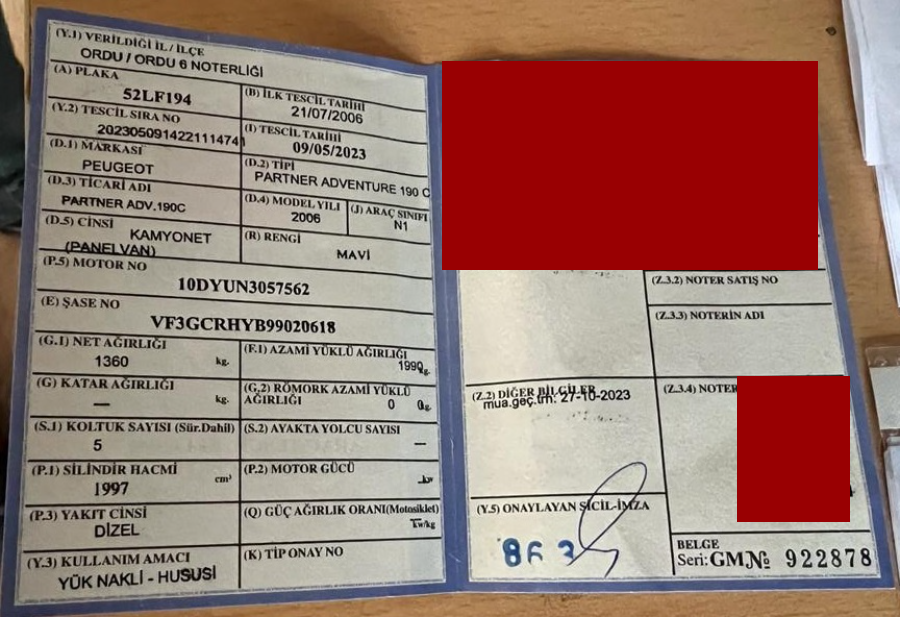 (Y.1) VERİLDİĞİ İL / İLÇE
ORDU / ORDU 6 NOTERLİĞİ
(A) PLAKA
52LF194
(B) İLK TESCİL TARİHİ
21/07/2006
(Y.2) TESCİL SIRA NO
2023050914221114741
(I) TESCİL TARİHİ
09/05/2023
(D.1) MARKASI
PEUGEOT
(D.2) TİPİ
PARTNER ADVENTURE 190 C
(D.3) TİCARİ ADI
PARTNER ADV.190C
(D.4) MODEL YILI
2006
(J) ARAÇ SINIFI
N1
(D.5) CİNSİ
KAMYONET
(PANELVAN)
(R) RENGİ
MAVİ
(P.5) MOTOR NO
10DYUN3057562
(E) ŞASE NO
VF3GCRHYB99020618
(G.1) NET AĞIRLIĞI
1360 kg.
(F.1) AZAMİ YÜKLÜ AĞIRLIĞI
1990 kg.
(G) KATAR AĞIRLIĞI
— kg.
(G.2) RÖMORK AZAMİ YÜKLÜ
AĞIRLIĞI
0 kg.
(S.1) KOLTUK SAYISI (Sür.Dahil)
5
(S.2) AYAKTA YOLCU SAYISI
—
(P.1) SİLİNDİR HACMİ
1997 cm³
(P.2) MOTOR GÜCÜ
— kw
(P.3) YAKIT CİNSİ
DİZEL
(Q) GÜÇ AĞIRLIK ORANI(Motosiklet)
kw/kg
(Y.3) KULLANIM AMACI
YÜK NAKLİ - HUSUSİ
(K) TİP ONAY NO
(Z.3.2) NOTER SATIŞ NO
(Z.3.3) NOTERİN ADI
(Z.2) DİĞER BİLGİLER
mua.geç.trh: 27-10-2023
(Z.3.4) NOTER
(Y.5) ONAYLAYAN SİCİL-İMZA
863
BELGE
Seri: GM № 922878